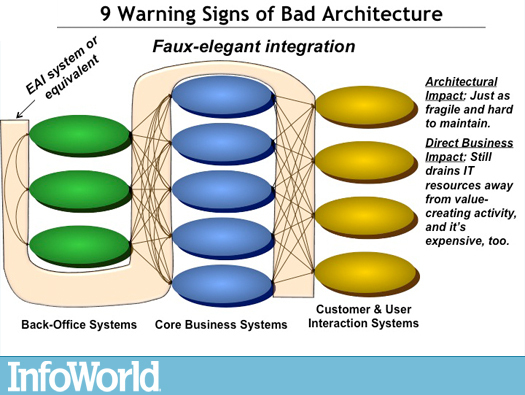 9 Warning Signs of Bad Architecture
Faux-elegant integration
EAI system or
equivalent
Architectural
Impact: Just as
fragile and hard
to maintain.
Direct Business
Impact: Still
drains IT
resources away
from value-
creating activity,
and it's
expensive, too.
Back-Office Systems
Core Business Systems
Customer & User
Interaction Systems
InfoWorld